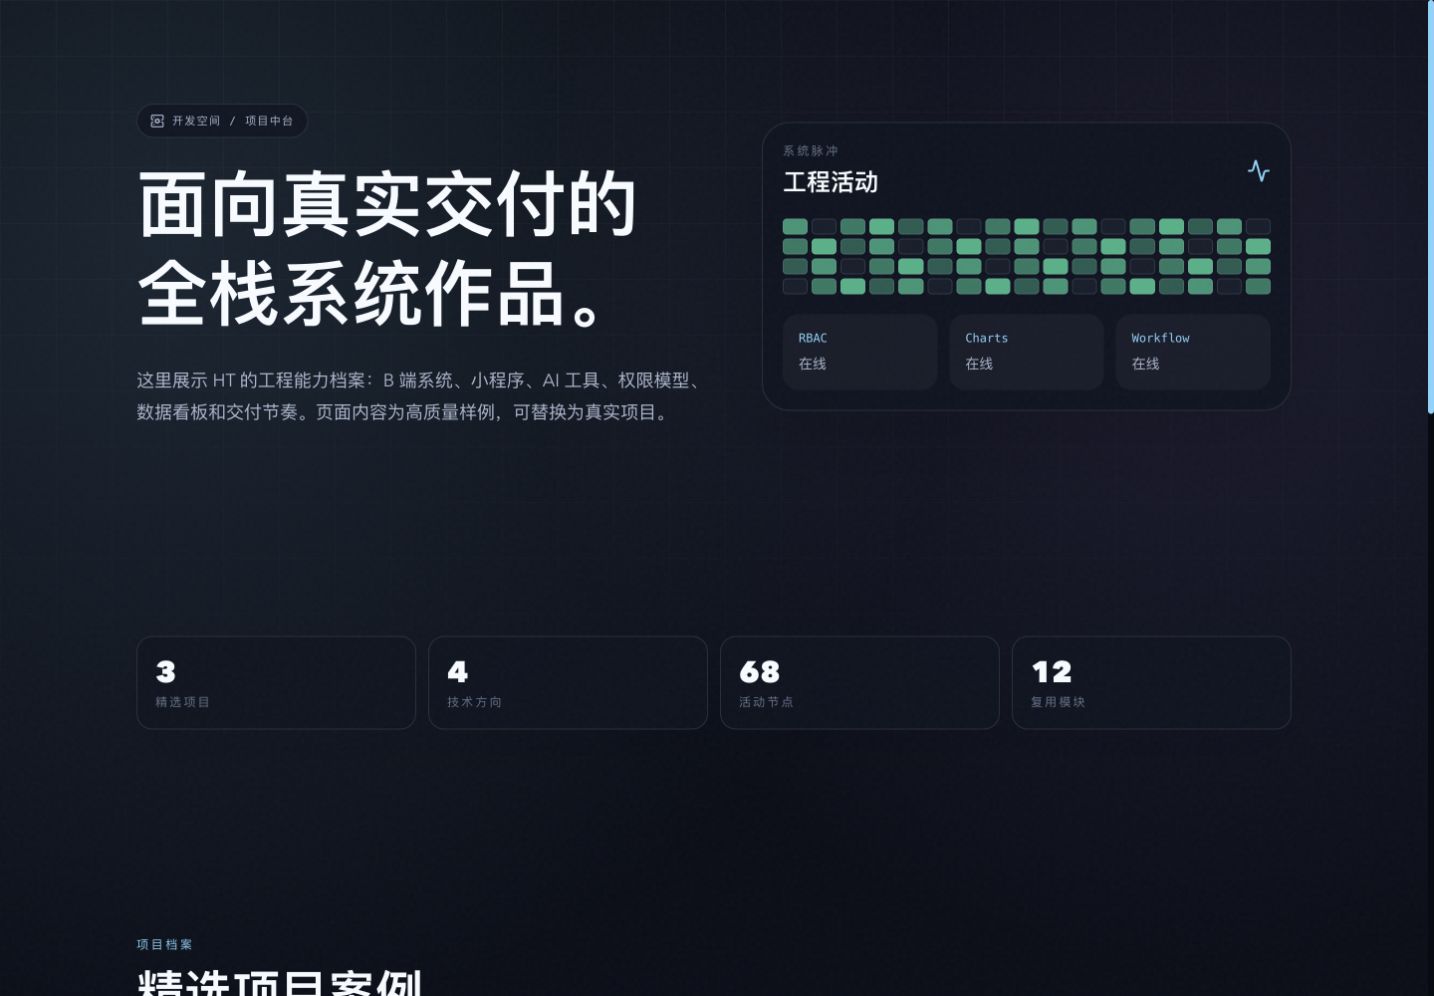 开发空间 / 项目中台
面向真实交付的
全栈系统作品。
这里展示 HT 的工程能力档案：B 端系统、小程序、AI 工具、权限模型、
数据看板和交付节奏。页面内容为高质量样例，可替换为真实项目。
系统脉冲
工程活动
RBAC
在线
Charts
在线
Workflow
在线
3
精选项目
4
技术方向
68
活动节点
12
复用模块
项目档案
精选项目案例